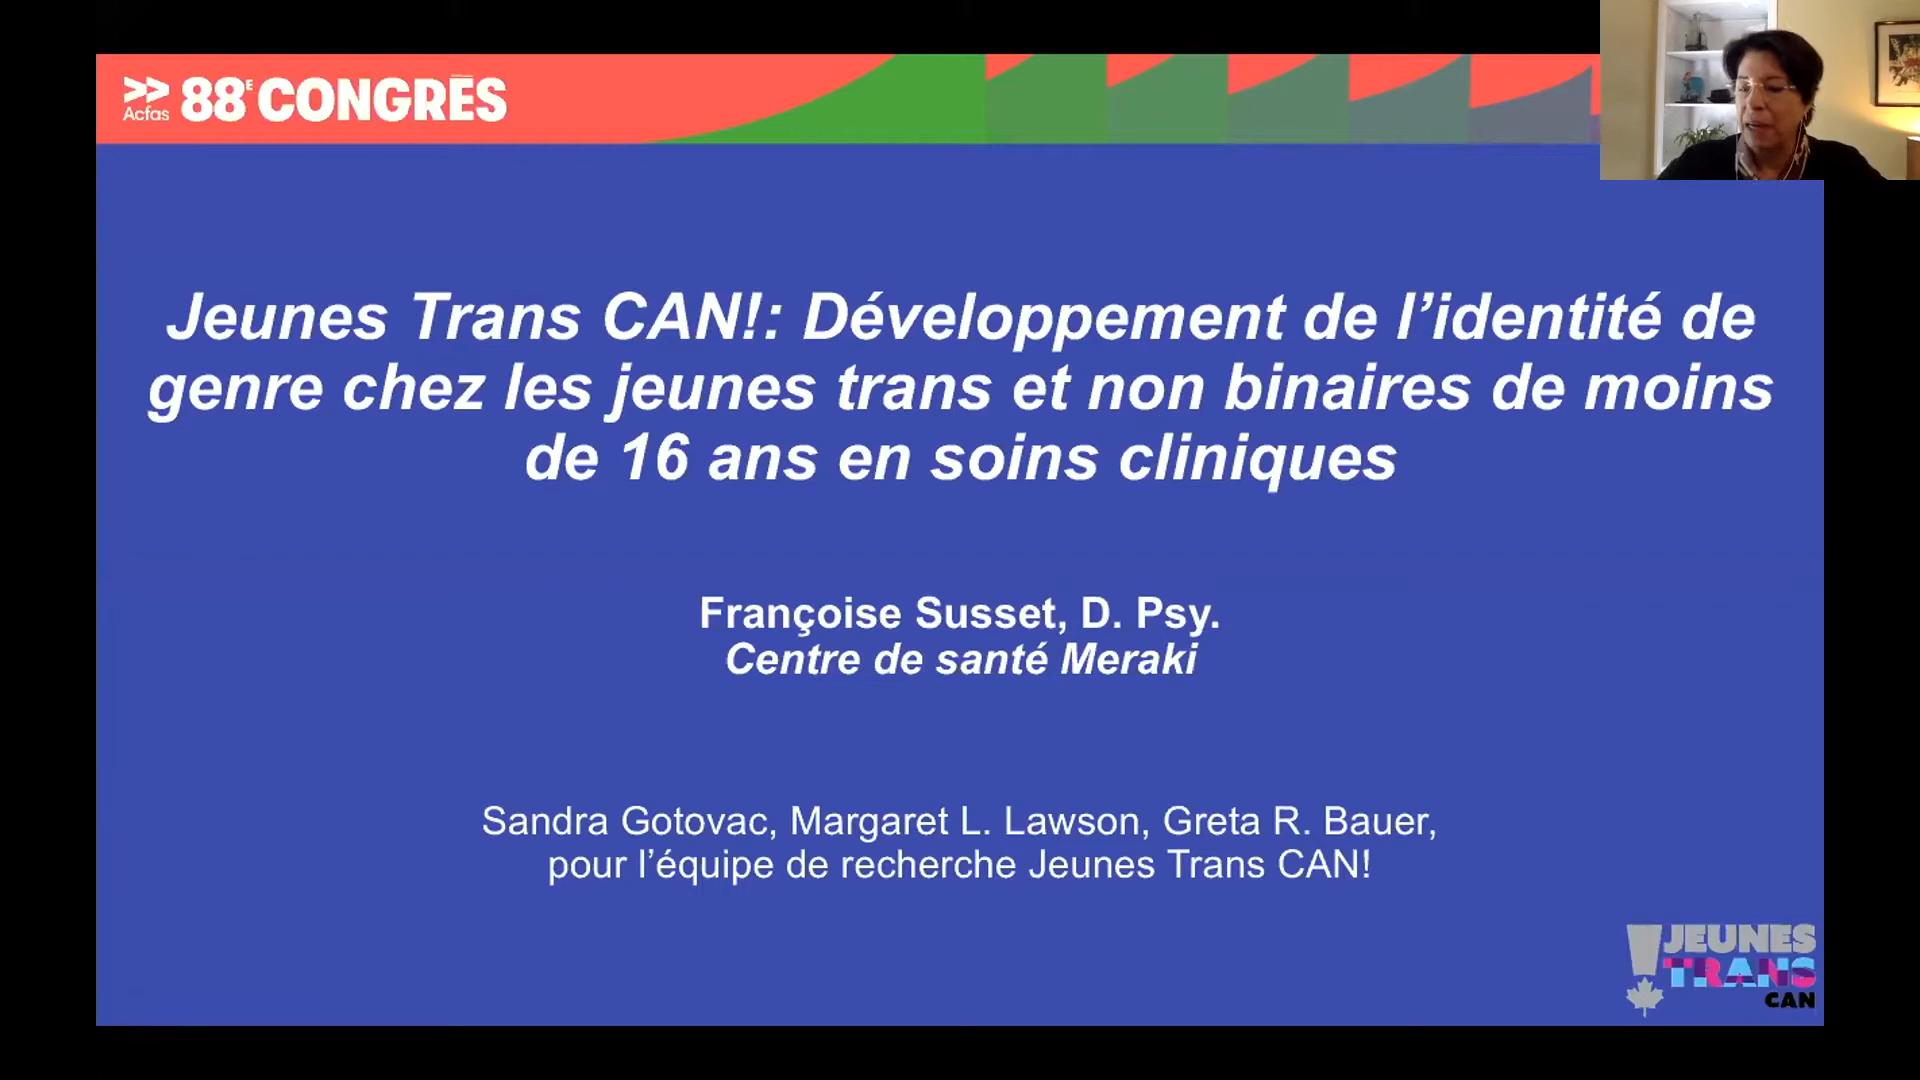 >> 88E CONGRÈS
Acfas
Jeunes Trans CAN!: Développement de l’identité de
genre chez les jeunes trans et non binaires de moins
de 16 ans en soins cliniques
Françoise Susset, D. Psy.
Centre de santé Meraki
Sandra Gotovac, Margaret L. Lawson, Greta R. Bauer,
pour l’équipe de recherche Jeunes Trans CAN!
JEUNES
TRANS
CAN